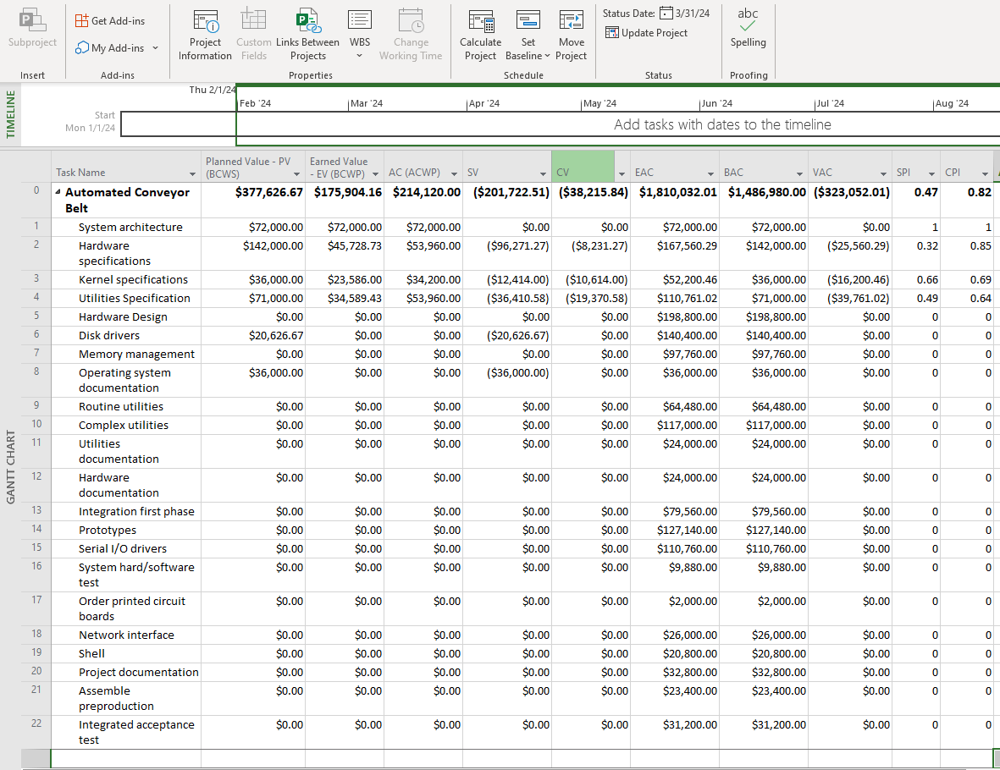 Subproject
Get Add-ins
My Add-ins
Project Information
Custom Fields
Links Between Projects
WBS
Change Working Time
Calculate Project
Set Baseline
Move Project
Status Date: 3/31/24
Update Project
abc
Spelling
Insert Add-ins Properties Schedule Status Proofing
TIMELINE
Thu 2/1/24
Feb '24 Mar '24 Apr '24 May '24 Jun '24 Jul '24 Aug '24
Start
Mon 1/1/24
Add tasks with dates to the timeline
GANTT CHART
Task Name Planned Value - PV (BCWS) Earned Value - EV (BCWP) AC (ACWP) SV CV EAC BAC VAC SPI CPI
0 Automated Conveyor Belt $377,626.67 $175,904.16 $214,120.00 ($201,722.51) ($38,215.84) $1,810,032.01 $1,486,980.00 ($323,052.01) 0.47 0.82
1 System architecture $72,000.00 $72,000.00 $72,000.00 $0.00 $0.00 $72,000.00 $72,000.00 $0.00 1 1
2 Hardware specifications $142,000.00 $45,728.73 $53,960.00 ($96,271.27) ($8,231.27) $167,560.29 $142,000.00 ($25,560.29) 0.32 0.85
3 Kernel specifications $36,000.00 $23,586.00 $34,200.00 ($12,414.00) ($10,614.00) $52,200.46 $36,000.00 ($16,200.46) 0.66 0.69
4 Utilities Specification $71,000.00 $34,589.43 $53,960.00 ($36,410.58) ($19,370.58) $110,761.02 $71,000.00 ($39,761.02) 0.49 0.64
5 Hardware Design $0.00 $0.00 $0.00 $0.00 $0.00 $198,800.00 $198,800.00 $0.00 0 0
6 Disk drivers $20,626.67 $0.00 $0.00 ($20,626.67) $0.00 $140,400.00 $140,400.00 $0.00 0 0
7 Memory management $0.00 $0.00 $0.00 $0.00 $0.00 $97,760.00 $97,760.00 $0.00 0 0
8 Operating system documentation $36,000.00 $0.00 $0.00 ($36,000.00) $0.00 $36,000.00 $36,000.00 $0.00 0 0
9 Routine utilities $0.00 $0.00 $0.00 $0.00 $0.00 $64,480.00 $64,480.00 $0.00 0 0
10 Complex utilities $0.00 $0.00 $0.00 $0.00 $0.00 $117,000.00 $117,000.00 $0.00 0 0
11 Utilities documentation $0.00 $0.00 $0.00 $0.00 $0.00 $24,000.00 $24,000.00 $0.00 0 0
12 Hardware documentation $0.00 $0.00 $0.00 $0.00 $0.00 $24,000.00 $24,000.00 $0.00 0 0
13 Integration first phase $0.00 $0.00 $0.00 $0.00 $0.00 $79,560.00 $79,560.00 $0.00 0 0
14 Prototypes $0.00 $0.00 $0.00 $0.00 $0.00 $127,140.00 $127,140.00 $0.00 0 0
15 Serial I/O drivers $0.00 $0.00 $0.00 $0.00 $0.00 $110,760.00 $110,760.00 $0.00 0 0
16 System hard/software test $0.00 $0.00 $0.00 $0.00 $0.00 $9,880.00 $9,880.00 $0.00 0 0
17 Order printed circuit boards $0.00 $0.00 $0.00 $0.00 $0.00 $2,000.00 $2,000.00 $0.00 0 0
18 Network interface $0.00 $0.00 $0.00 $0.00 $0.00 $26,000.00 $26,000.00 $0.00 0 0
19 Shell $0.00 $0.00 $0.00 $0.00 $0.00 $20,800.00 $20,800.00 $0.00 0 0
20 Project documentation $0.00 $0.00 $0.00 $0.00 $0.00 $32,800.00 $32,800.00 $0.00 0 0
21 Assemble preproduction $0.00 $0.00 $0.00 $0.00 $0.00 $23,400.00 $23,400.00 $0.00 0 0
22 Integrated acceptance test $0.00 $0.00 $0.00 $0.00 $0.00 $31,200.00 $31,200.00 $0.00 0 0